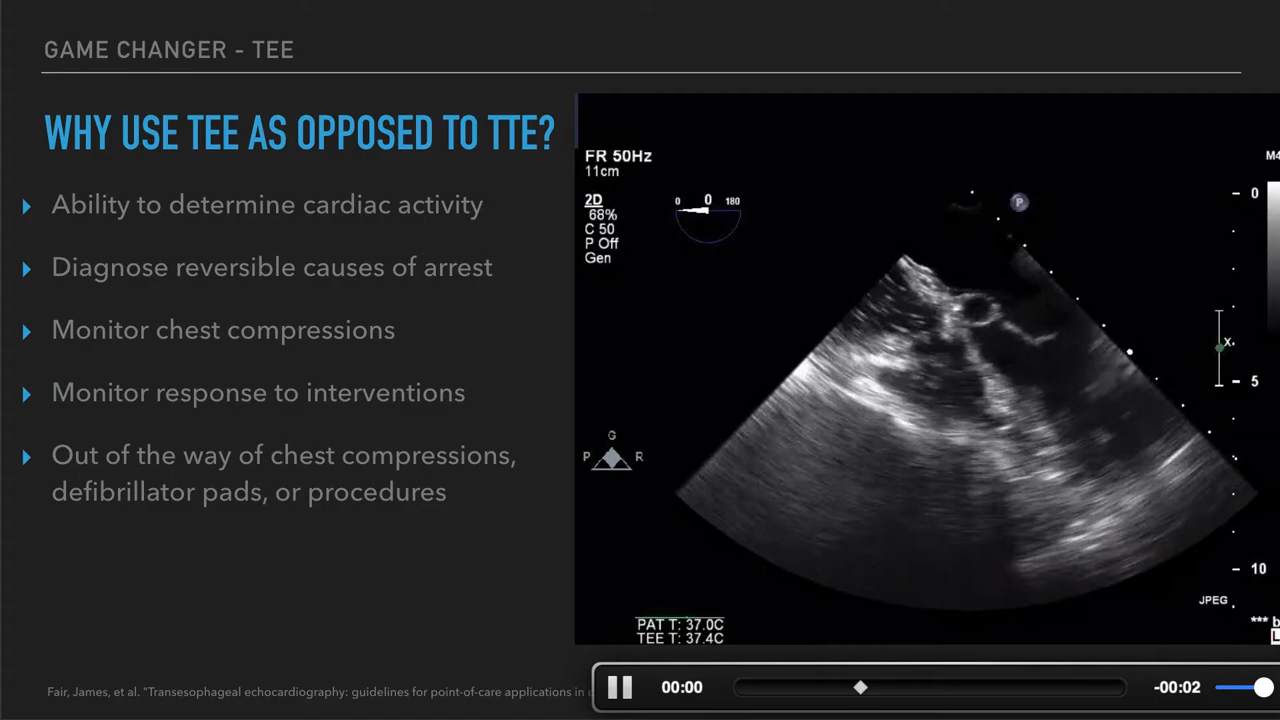 GAME CHANGER - TEE
WHY USE TEE AS OPPOSED TO TTE?
Ability to determine cardiac activity
Diagnose reversible causes of arrest
Monitor chest compressions
Monitor response to interventions
Out of the way of chest compressions,
defibrillator pads, or procedures
Fair, James, et al. "Transesophageal echocardiography: guidelines for point-of-care applications in
FR 50Hz
11cm
2D
68%
C 50
P Off
Gen
0 0 180
P
M4
0
X
5
10
G
P R
JPEG
*** b
L
PAT T: 37.0C
TEE T: 37.4C
00:00 -00:02